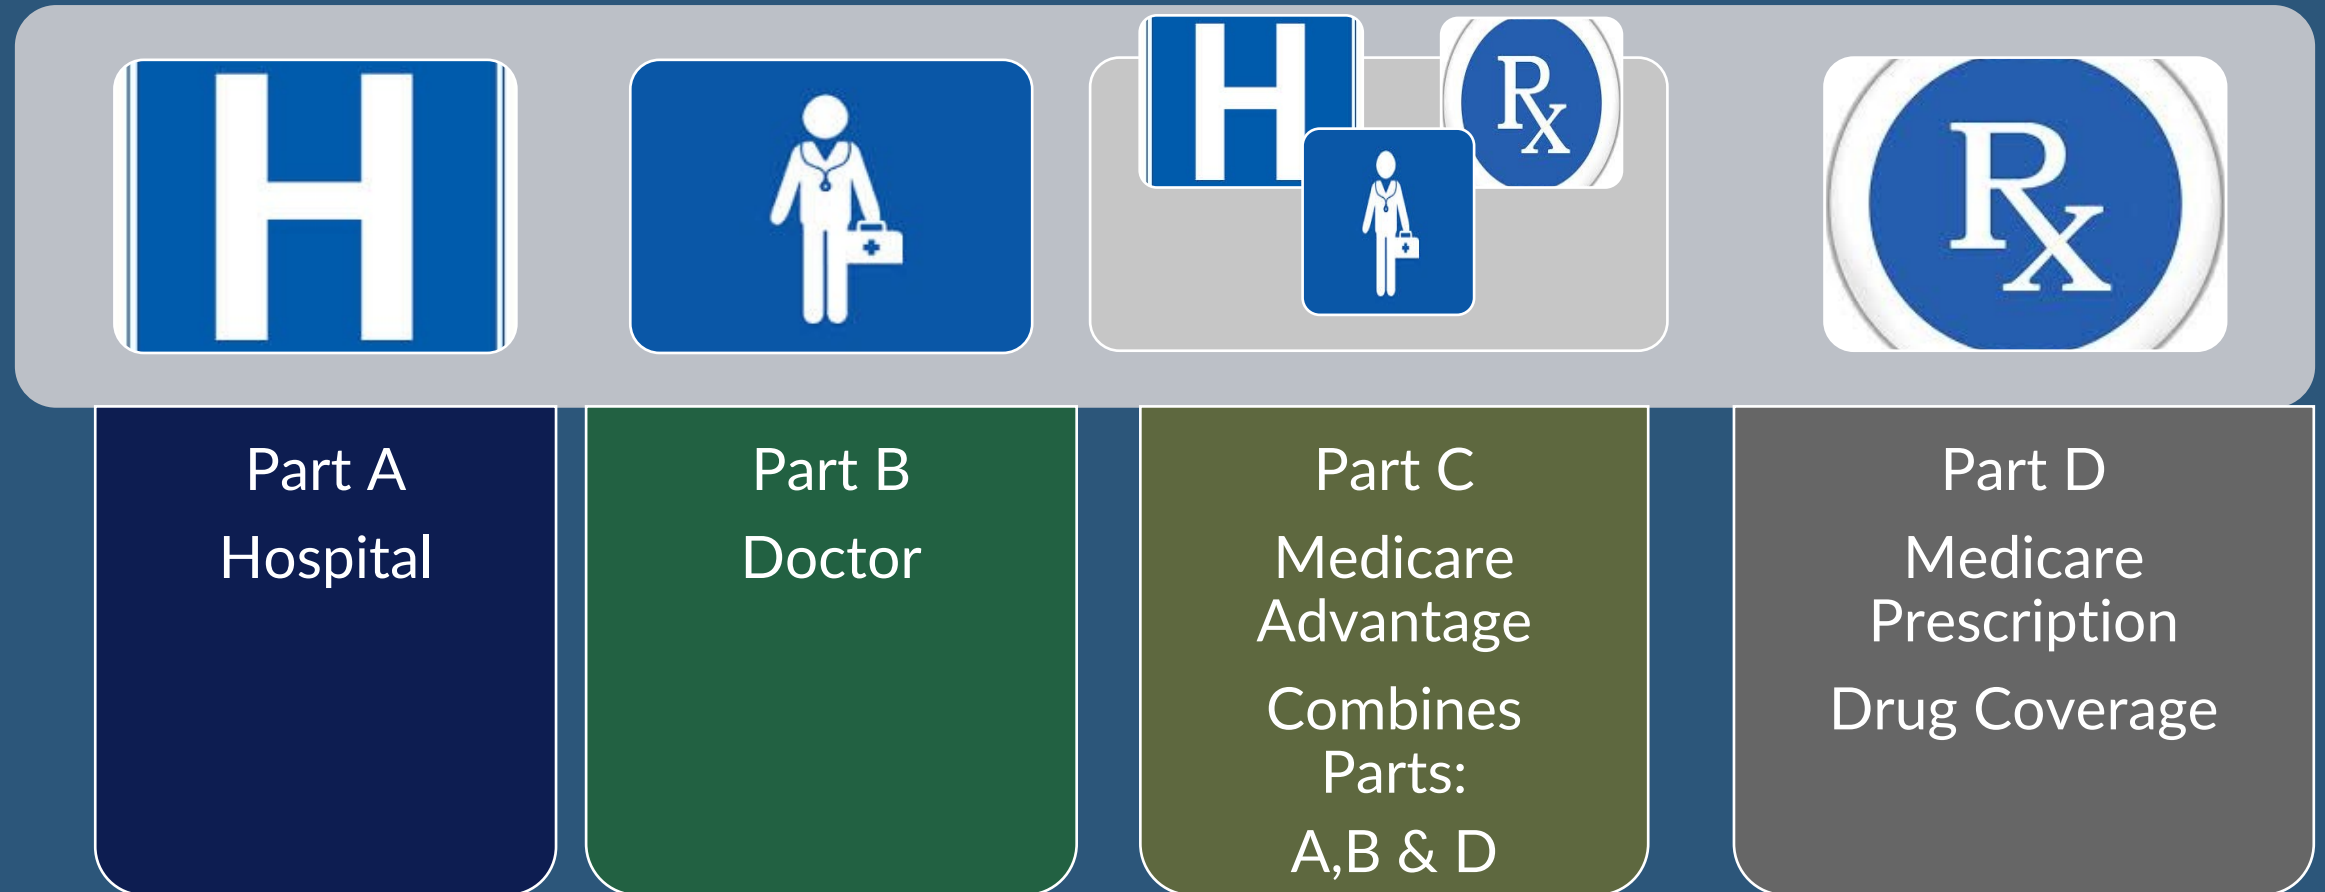 H
H
Rx
Rx
Part A
Hospital
Part B
Doctor
Part C
Medicare
Advantage
Combines
Parts:
A,B & D
Part D
Medicare
Prescription
Drug Coverage